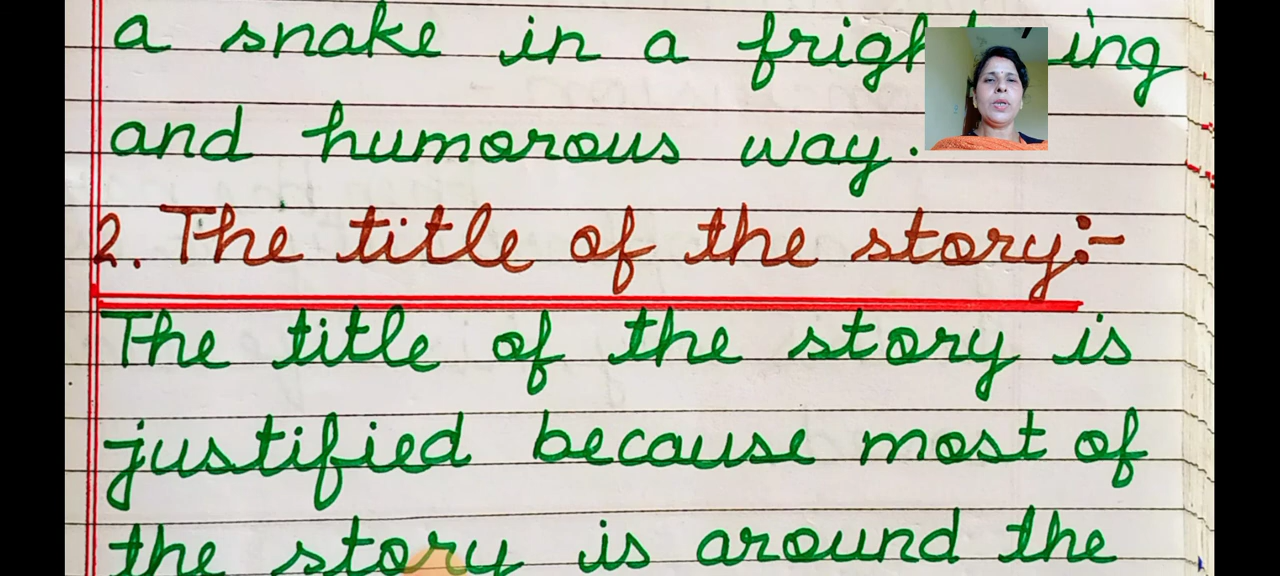 a snake in a
and humorous way.
2. The title of the story:-
The title of the story is
justified because most of
the story is around the